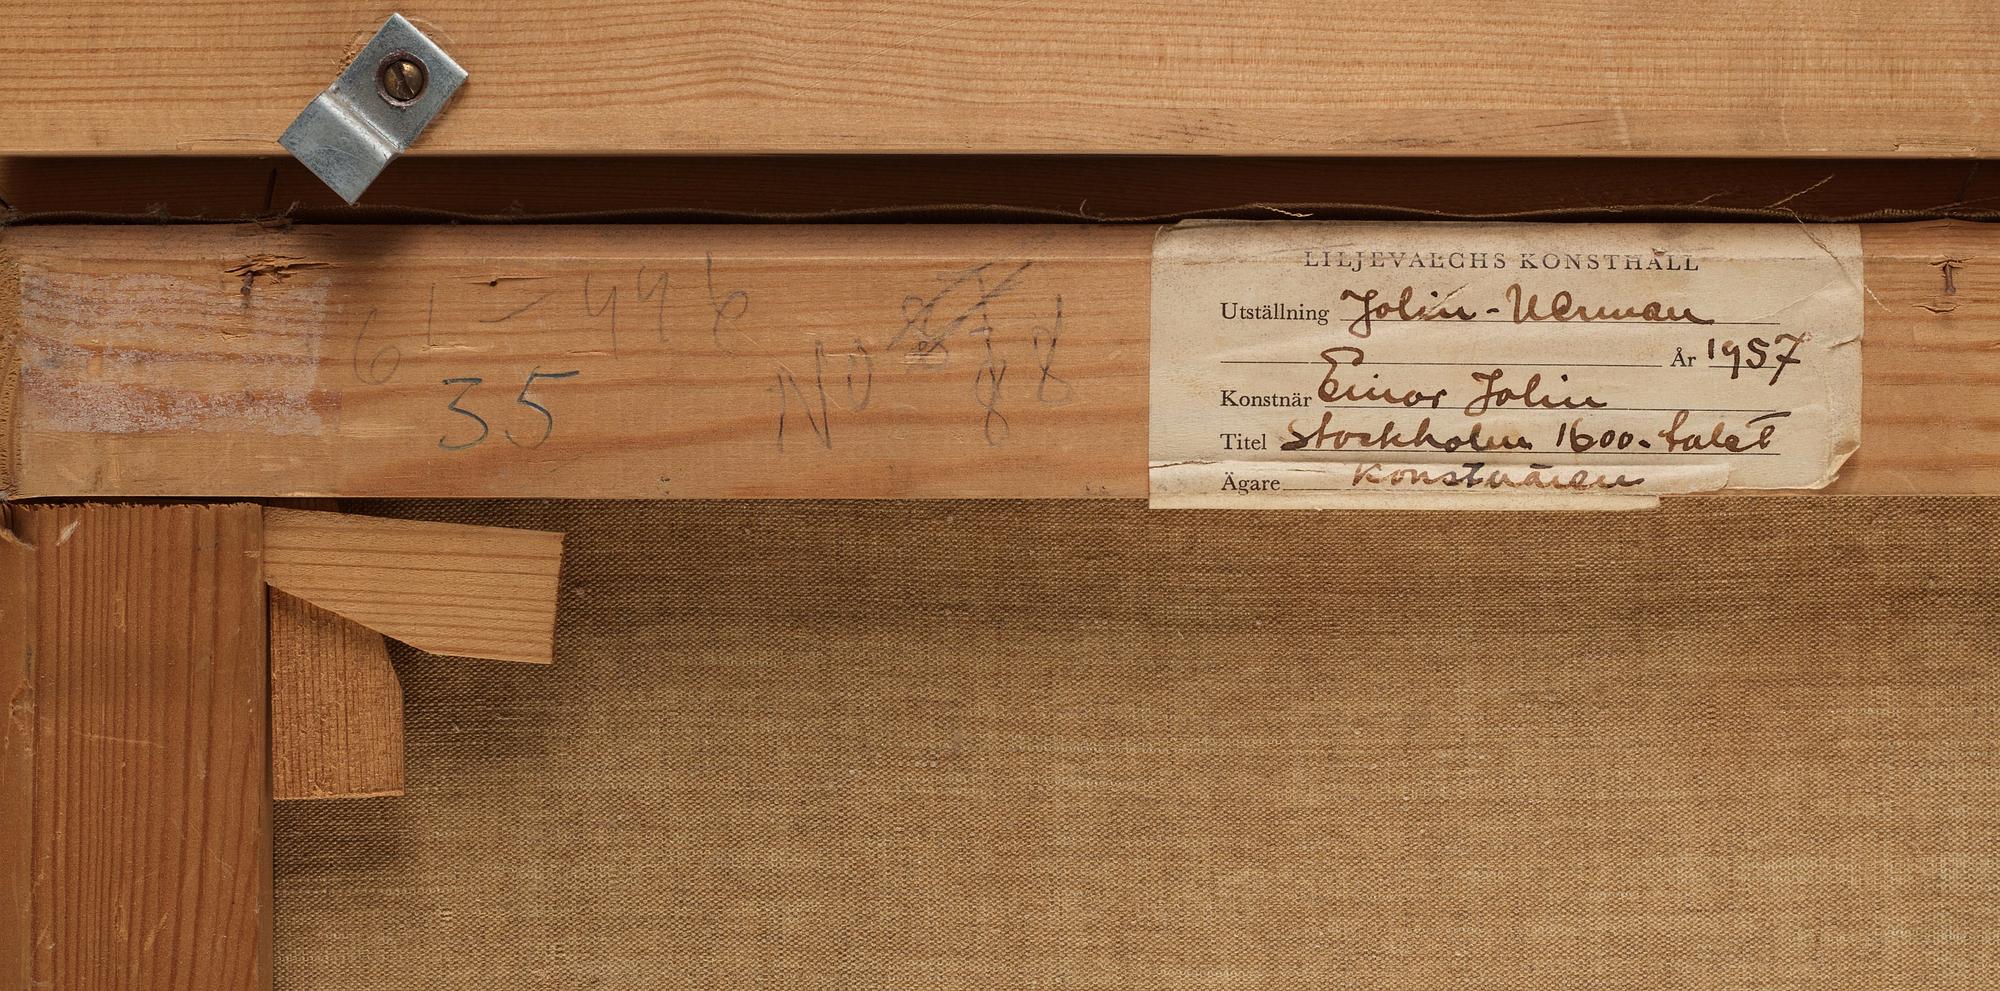 61-446
35
No 88
LILJEVALCHS KONSTHALL
Utställning Jolin-Ulrman
År 1957
Konstnär Einar Jolin
Titel Stockholm 1600-talet
Ägare Konstnären